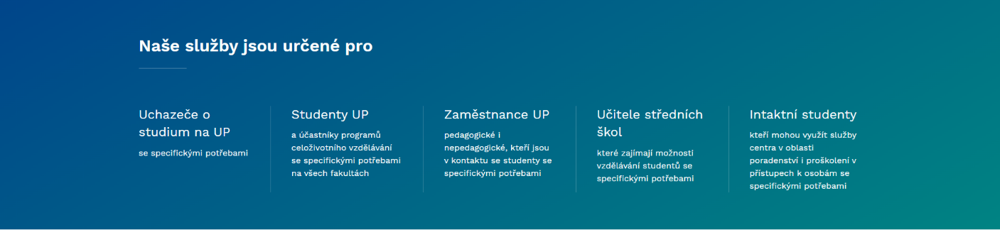 Naše služby jsou určené pro
Uchazeče o
studium na UP
se specifickými potřebami
Studenty UP
a účastníky programů
celoživotního vzdělávání
se specifickými potřebami
na všech fakultách
Zaměstnance UP
pedagogické i
nepedagogické, kteří jsou
v kontaktu se studenty se
specifickými potřebami
Učitele středních
škol
které zajímají možnosti
vzdělávání studentů se
specifickými potřebami
Intaktní studenty
kteří mohou využít služby
centra v oblasti
poradenství i proškolení v
přístupech k osobám se
specifickými potřebami